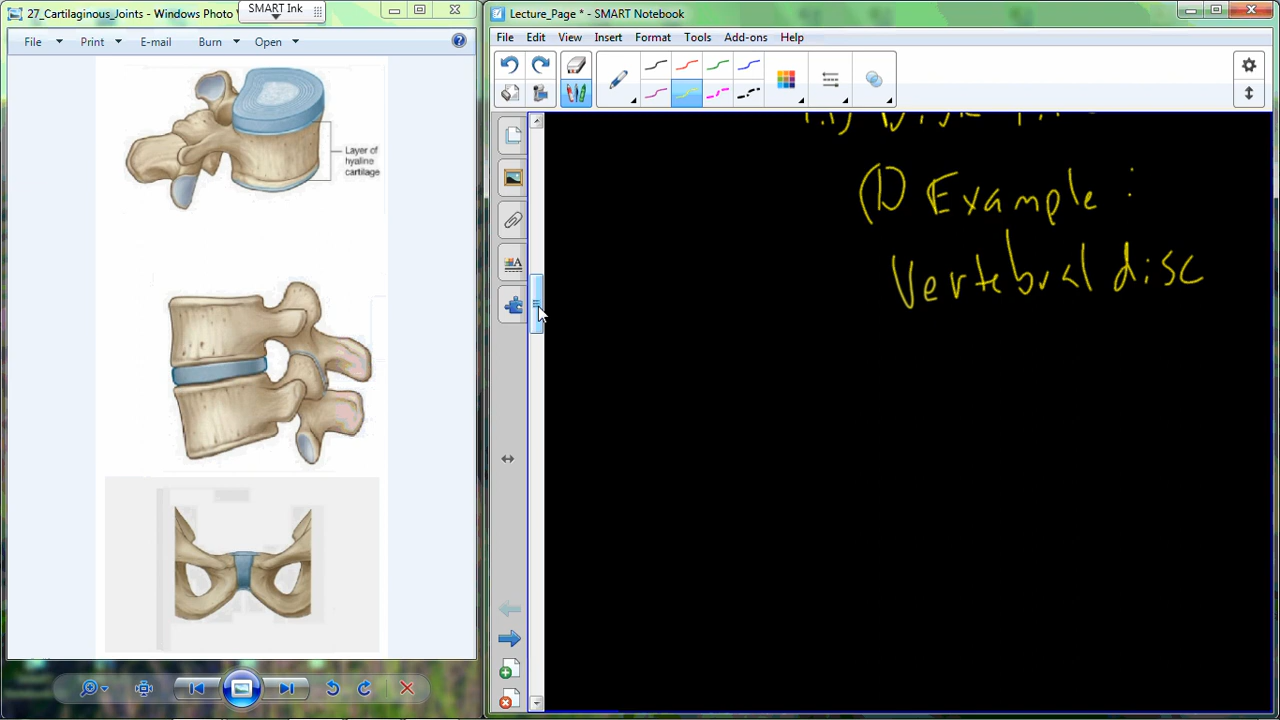 27_Cartilaginous_Joints - Windows Photo
SMART Ink
File Print E-mail Burn Open
Layer of
hyaline
cartilage
Lecture_Page * - SMART Notebook
File Edit View Insert Format Tools Add-ons Help
(1) Example :
Vertebral disc